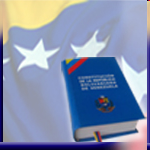 CONSTITUCION
DE LA REPUBLICA
BOLIVARIANA
DE VENEZUELA